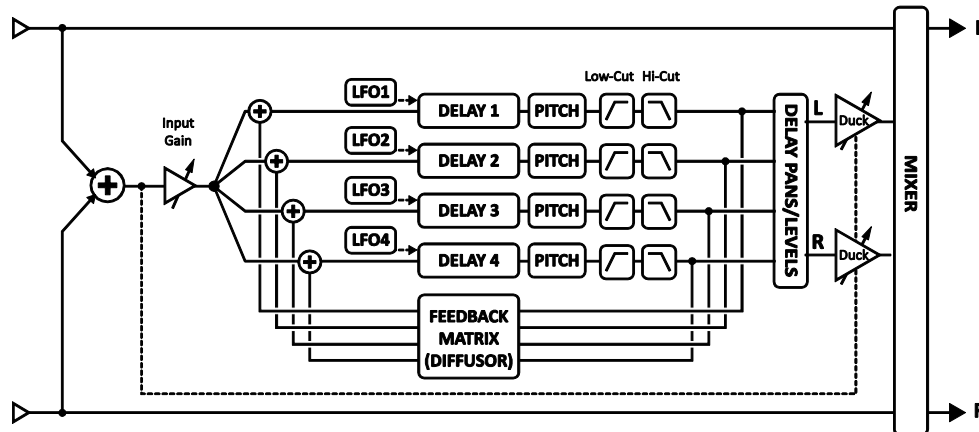 Low-Cut Hi-Cut
LFO1
DELAY 1 PITCH
Input
Gain
LFO2
DELAY 2 PITCH
LFO3
DELAY 3 PITCH
LFO4
DELAY 4 PITCH
FEEDBACK
MATRIX
(DIFFUSOR)
DELAY PANS/LEVELS
L
Duck
R
Duck
MIXER